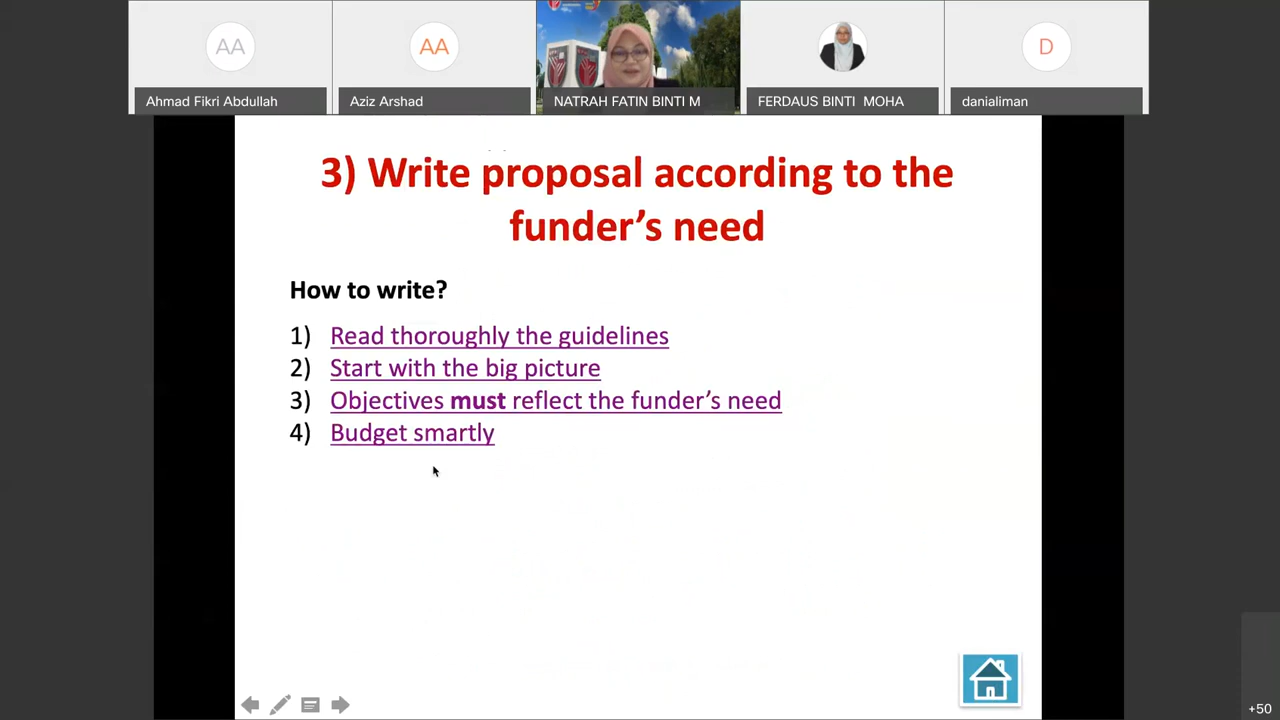 AA
AA
D
Ahmad Fikri Abdullah
Aziz Arshad
NATRAH FATIN BINTI M
FERDAUS BINTI MOHA
danialiman
3) Write proposal according to the
funder's need
How to write?
1) Read thoroughly the guidelines
2) Start with the big picture
3) Objectives must reflect the funder's need
4) Budget smartly
+50